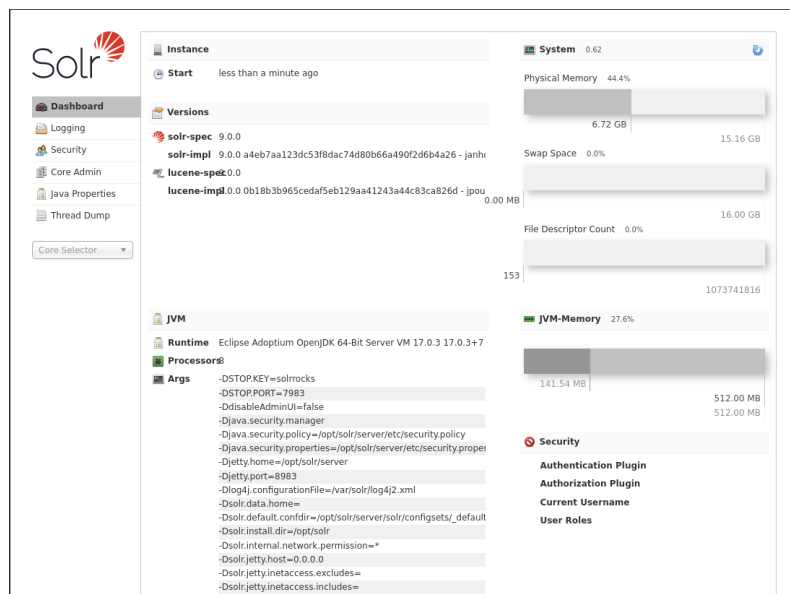 Solr
Dashboard
Logging
Security
Core Admin
Java Properties
Thread Dump
Core Selector
Instance
Start less than a minute ago
Versions
solr-spec 9.0.0
solr-impl 9.0.0 a4eb7aa123dc53f8dac74d80b66a490f2d6b4a26 - janho
lucene-spec 9.0.0
lucene-impl 9.0.0 0b18b3b965cedaf5eb129aa41243a44c83ca826d - jpou
JVM
Runtime Eclipse Adoptium OpenJDK 64-Bit Server VM 17.0.3 17.0.3+7
Processors 8
Args -DSTOP.KEY=solrrocks
-DSTOP.PORT=7983
-DdisableAdminUI=false
-Djava.security.manager
-Djava.security.policy=/opt/solr/server/etc/security.policy
-Djava.security.properties=/opt/solr/server/etc/security.proper
-Djetty.home=/opt/solr/server
-Djetty.port=8983
-Dlog4j.configurationFile=/var/solr/log4j2.xml
-Dsolr.data.home=
-Dsolr.default.confdir=/opt/solr/server/solr/configsets/_default
-Dsolr.install.dir=/opt/solr
-Dsolr.internal.network.permission=*
-Dsolr.jetty.host=0.0.0.0
-Dsolr.jetty.inetaccess.excludes=
-Dsolr.jetty.inetaccess.includes=
System 0.62
Physical Memory 44.4%
6.72 GB
15.16 GB
Swap Space 0.0%
0.00 MB
16.00 GB
File Descriptor Count 0.0%
153
1073741816
JVM-Memory 27.6%
141.54 MB
512.00 MB
512.00 MB
Security
Authentication Plugin
Authorization Plugin
Current Username
User Roles